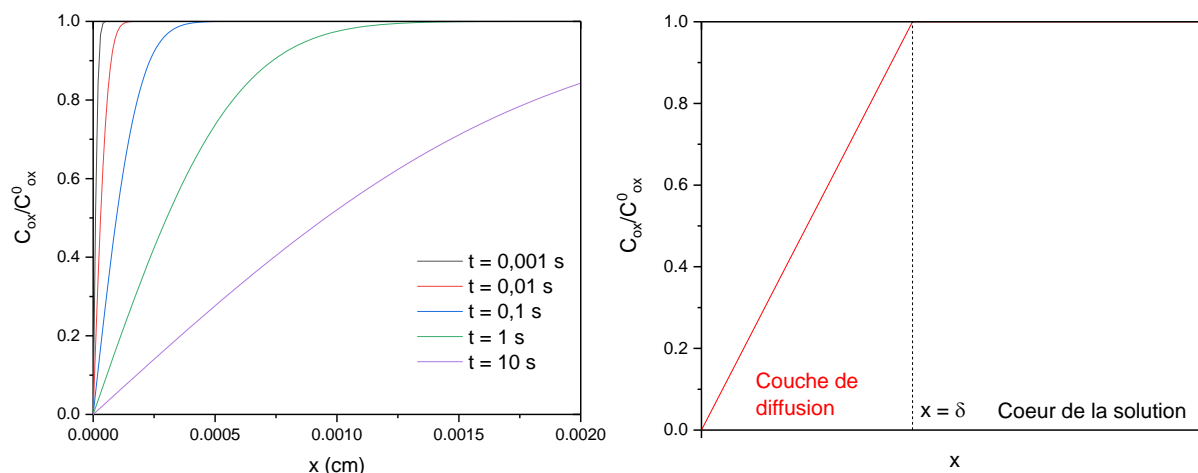 1.0
0.8
0.6
0.4
0.2
0.0
C_ox/C^0_ox
0.0000
0.0005
0.0010
0.0015
0.0020
x (cm)
t = 0,001 s
t = 0,01 s
t = 0,1 s
t = 1 s
t = 10 s
1.0
0.8
0.6
0.4
0.2
0.0
C_ox/C^0_ox
Couche de
diffusion
x = δ
Coeur de la solution
x